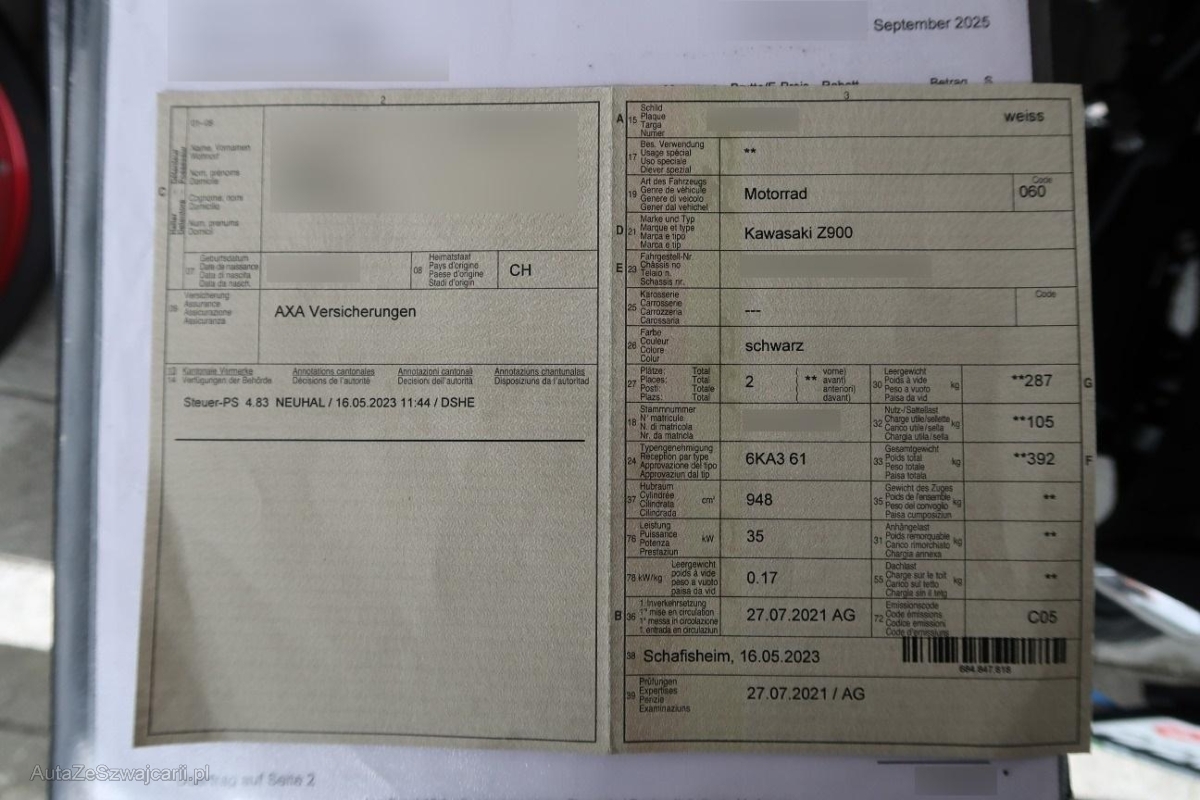 September 2025
2
01-06
Name, Vornamen
Wohnort
Nom, prénoms
Domicile
Cognome, nomi
Domicilio
Num, prenums
Domicil
C
07
Geburtsdatum
Date de naissance
Data di nascita
Data da nasch.
08
Heimatstaat
Pays d'origine
Paese d'origine
Stadi d'origin
CH
09
Versicherung
Assurance
Assicurazione
Assicuranza
AXA Versicherungen
13 Kantonale Vermerke Annotations cantonales Annotazioni cantonali Annotaziuns chantunalas
14 Verfügungen der Behörde Décisions de l'autorité Decisioni dell'autorità Disposiziuns da l'autoritad
Steuer-PS 4.83 NEUHAL / 16.05.2023 11:44 / DSHE
3
A 15
Schild
Plaque
Targa
Numer
weiss
17
Bes. Verwendung
Usage spécial
Uso speciale
Diever spezial
**
19
Art des Fahrzeugs
Genre de véhicule
Genere di veicolo
Gener dal vehichel
Motorrad
Code
060
D 21
Marke und Typ
Marque et type
Marca e tipo
Marca e tip
Kawasaki Z900
E 23
Fahrgestell-Nr.
Châssis no
Telaio n.
Schassis nr.
25
Karosserie
Carrosserie
Carrozzeria
Carossaria
---
Code
26
Farbe
Couleur
Colore
Colur
schwarz
27
Plätze: Total
Places: Total
Posti: Totale
Plazs: Total
2
( ** vorne)
avant)
anteriori)
davant)
30
Leergewicht
Poids à vide
Peso a vuoto
Paisa da vid
kg
**287
G
18
Stammnummer
N° matricule
N. di matricola
Nr. da matricla
32
Nutz-/Sattellast
Charge utile/sellette
Carico utile/sella
Chargia utila/sella
kg
**105
24
Typengenehmigung
Réception par type
Approvazione del tipo
Approvaziun dal tip
6KA3 61
33
Gesamtgewicht
Poids total
Peso totale
Paisa totala
kg
**392
F
37
Hubraum
Cylindrée
Cilindrata
Cilindrada
cm³
948
35
Gewicht des Zuges
Poids de l'ensemble
Peso del convoglio
Paisa cumposiziun
kg
**
76
Leistung
Puissance
Potenza
Prestaziun
kW
35
31
Anhängelast
Poids remorquable
Carico rimorchiato
Chargia annexa
kg
**
78 kW/kg
Leergewicht
poids à vide
peso a vuoto
paisa da vid
0.17
55
Dachlast
Charge sur le toit
Carico sul tetto
Chargia sin il tetg
kg
**
B 36
1. Inverkehrsetzung
1re mise en circulation
1a messa in circolazione
1. entrada en circulaziun
27.07.2021 AG
72
Emissionscode
Code émissions
Codice emissioni
Code d'emissiuns
C05
38
Schafisheim, 16.05.2023
39
Prüfungen
Expertises
Perizie
Examinaziuns
27.07.2021 / AG
AutaZeSzwajcarii.pl
auf Seite 2